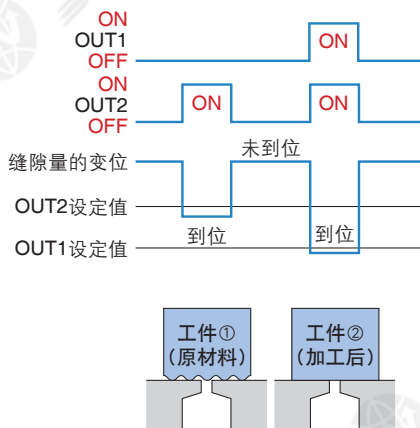 ON
OUT1
OFF
ON
ON
OUT2
OFF
ON
ON
缝隙量的变位
未到位
OUT2设定值
到位
到位
OUT1设定值
工件①
(原材料)
工件②
(加工后)